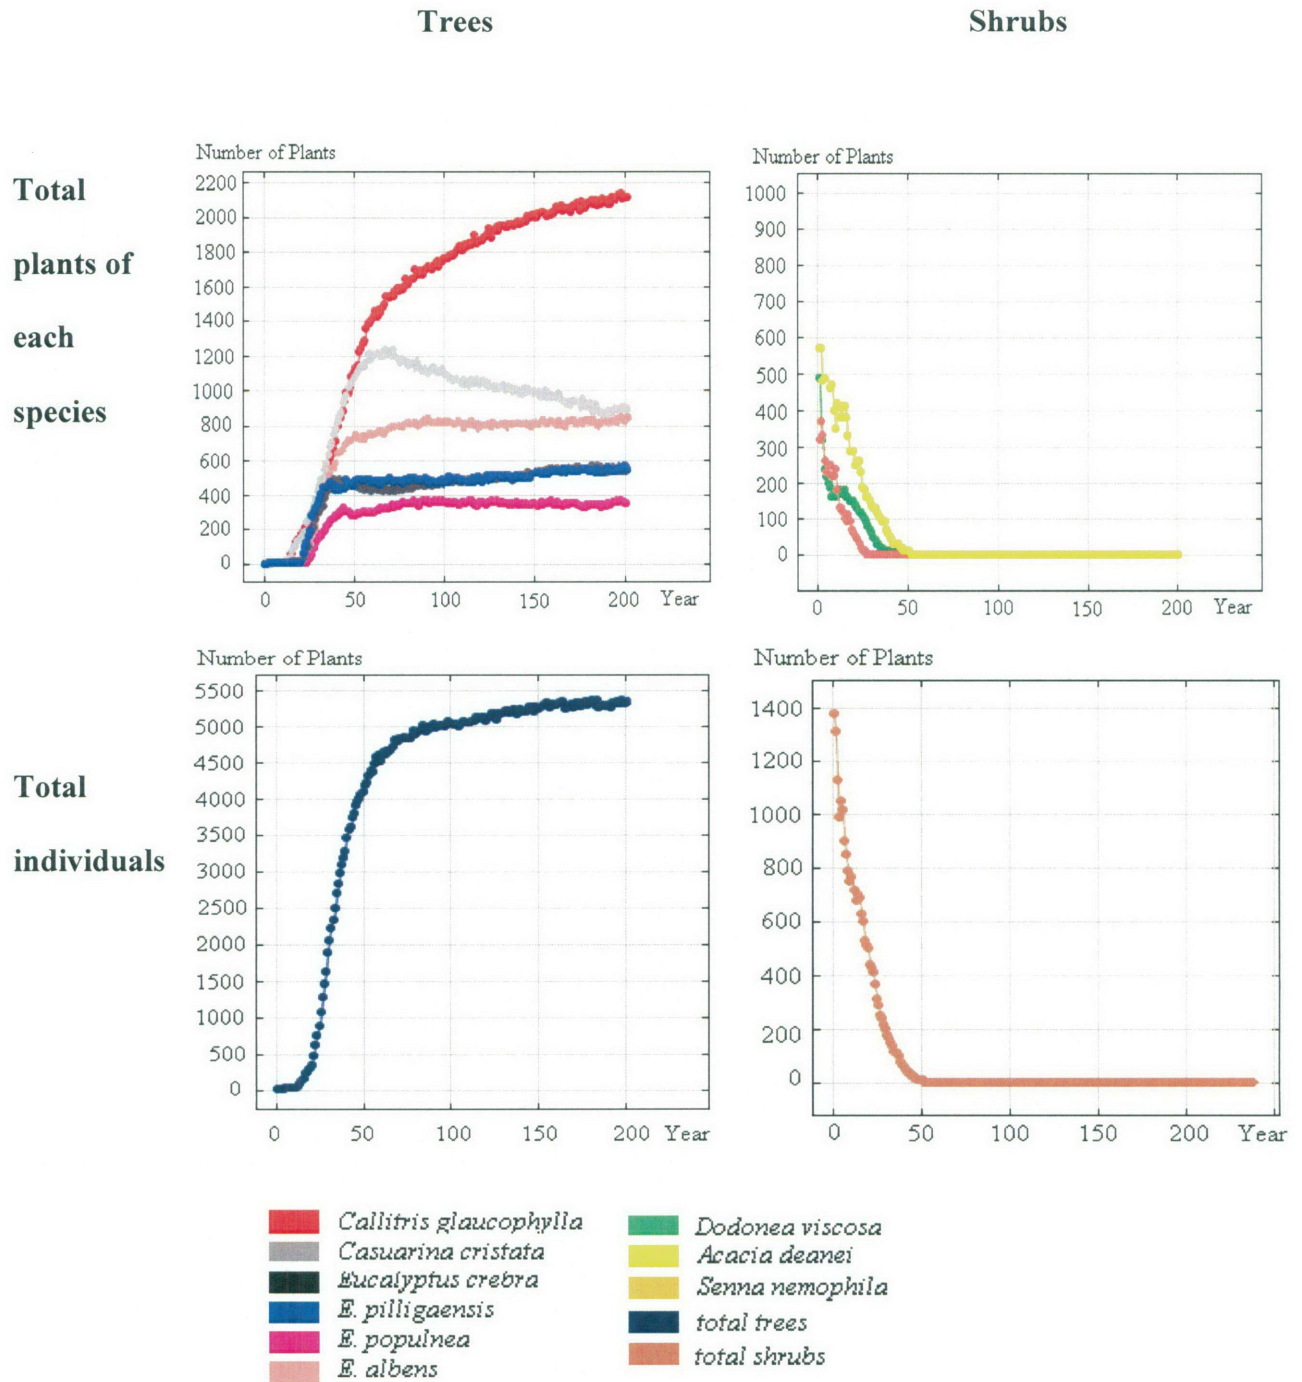 Trees
Shrubs
Total
plants of
each
species
Number of Plants
2200
2000
1800
1600
1400
1200
1000
800
600
400
200
0
0 50 100 150 200 Year
Number of Plants
1000
900
800
700
600
500
400
300
200
100
0
0 50 100 150 200 Year
Total
individuals
Number of Plants
5500
5000
4500
4000
3500
3000
2500
2000
1500
1000
500
0
0 50 100 150 200 Year
Number of Plants
1400
1200
1000
800
600
400
200
0
0 50 100 150 200 Year
Callitris glaucophylla
Casuarina cristata
Eucalyptus crebra
E. pilligaensis
E. populnea
E. albens
Dodonea viscosa
Acacia deanei
Senna nemophila
total trees
total shrubs